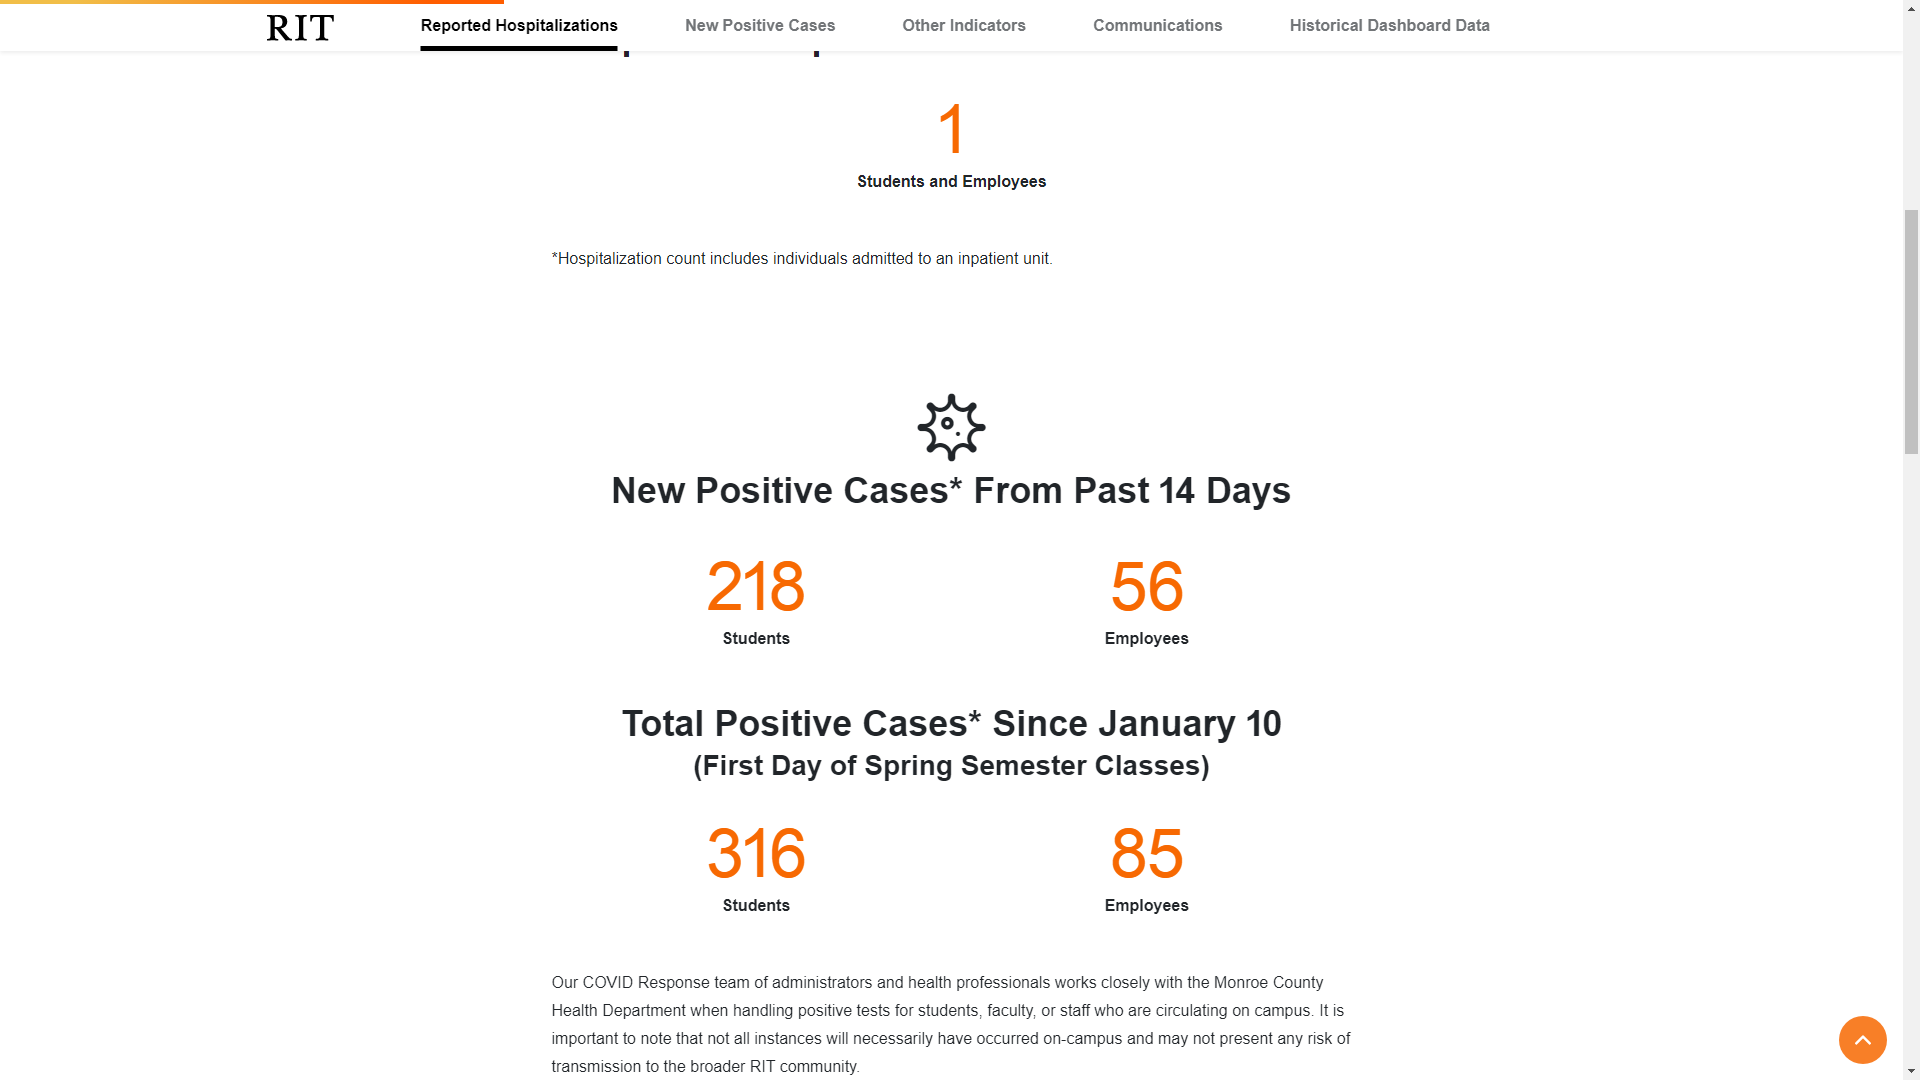 RIT
Reported Hospitalizations
New Positive Cases
Other Indicators
Communications
Historical Dashboard Data
1
Students and Employees
*Hospitalization count includes individuals admitted to an inpatient unit.
New Positive Cases* From Past 14 Days
218
56
Students
Employees
Total Positive Cases* Since January 10
(First Day of Spring Semester Classes)
316
85
Students
Employees
Our COVID Response team of administrators and health professionals works closely with the Monroe County
Health Department when handling positive tests for students, faculty, or staff who are circulating on campus. It is
important to note that not all instances will necessarily have occurred on-campus and may not present any risk of
transmission to the broader RIT community.